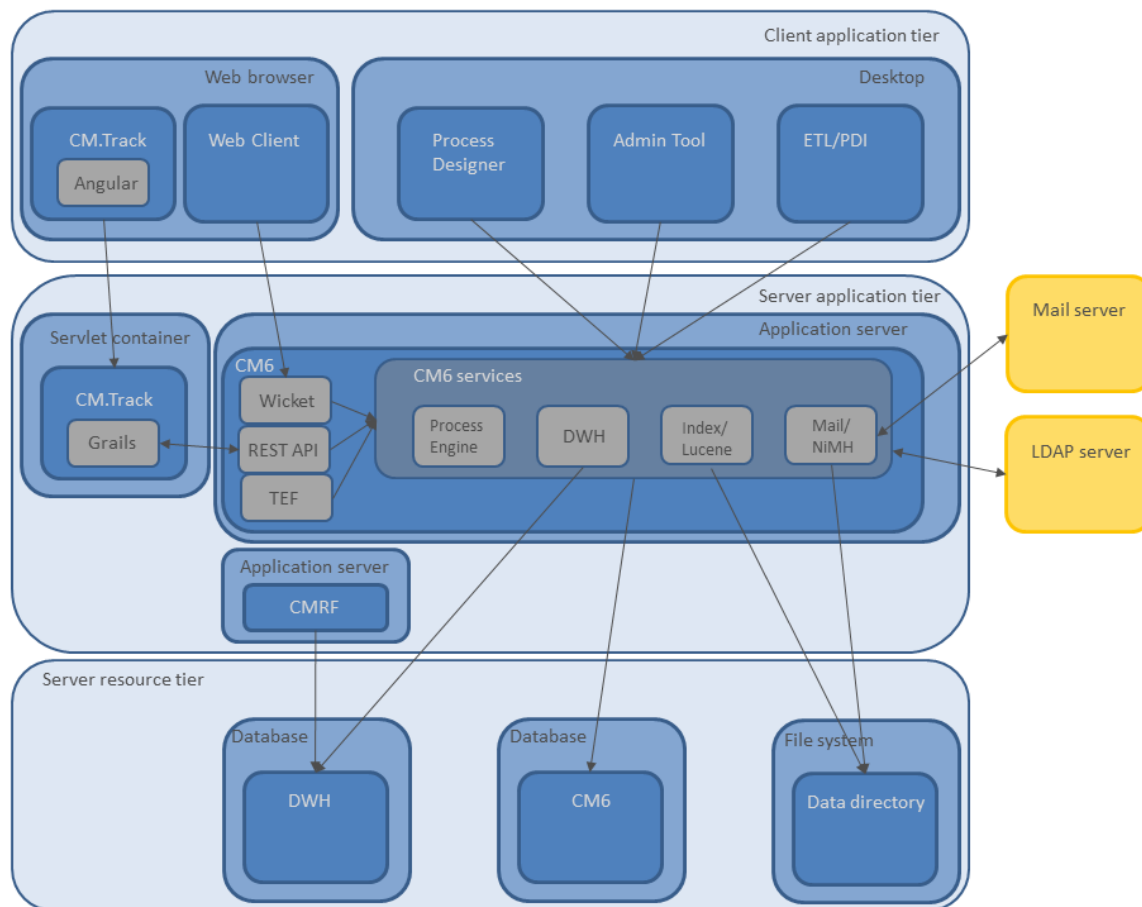 Client application tier
Web browser
Desktop
CM.Track
Angular
Web Client
Process
Designer
Admin Tool
ETL/PDI
Server application tier
Servlet container
Application server
CM.Track
Grails
CM6
Wicket
REST API
TEF
CM6 services
Process
Engine
DWH
Index/
Lucene
Mail/
NiMH
Mail server
LDAP server
Application server
CMRF
Server resource tier
Database
DWH
Database
CM6
File system
Data directory